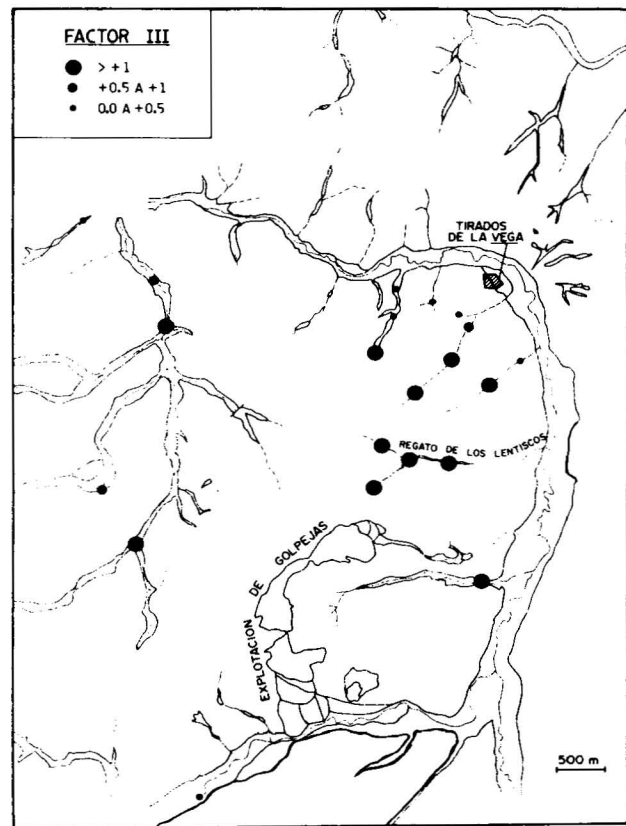 FACTOR III
> +1
+0.5 A +1
0.0 A +0.5
TIRADOS
DE LA VEGA
REGATO DE LOS LENTISCOS
EXPLOTACION DE GOLPEJAS
500 m